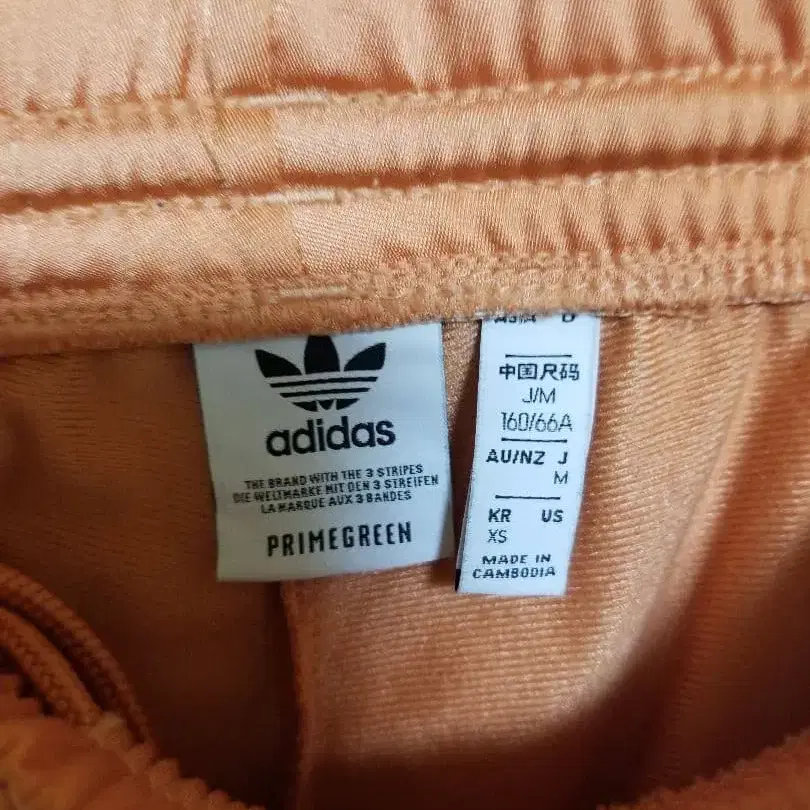 adidas
THE BRAND WITH THE 3 STRIPES
DIE WELTMARKE MIT DEN 3 STREIFEN
LA MARQUE AUX 3 BANDES
PRIMEGREEN
中国尺码
J/M
160/66A
AU/NZ J
M
KR US
XS
MADE IN
CAMBODIA